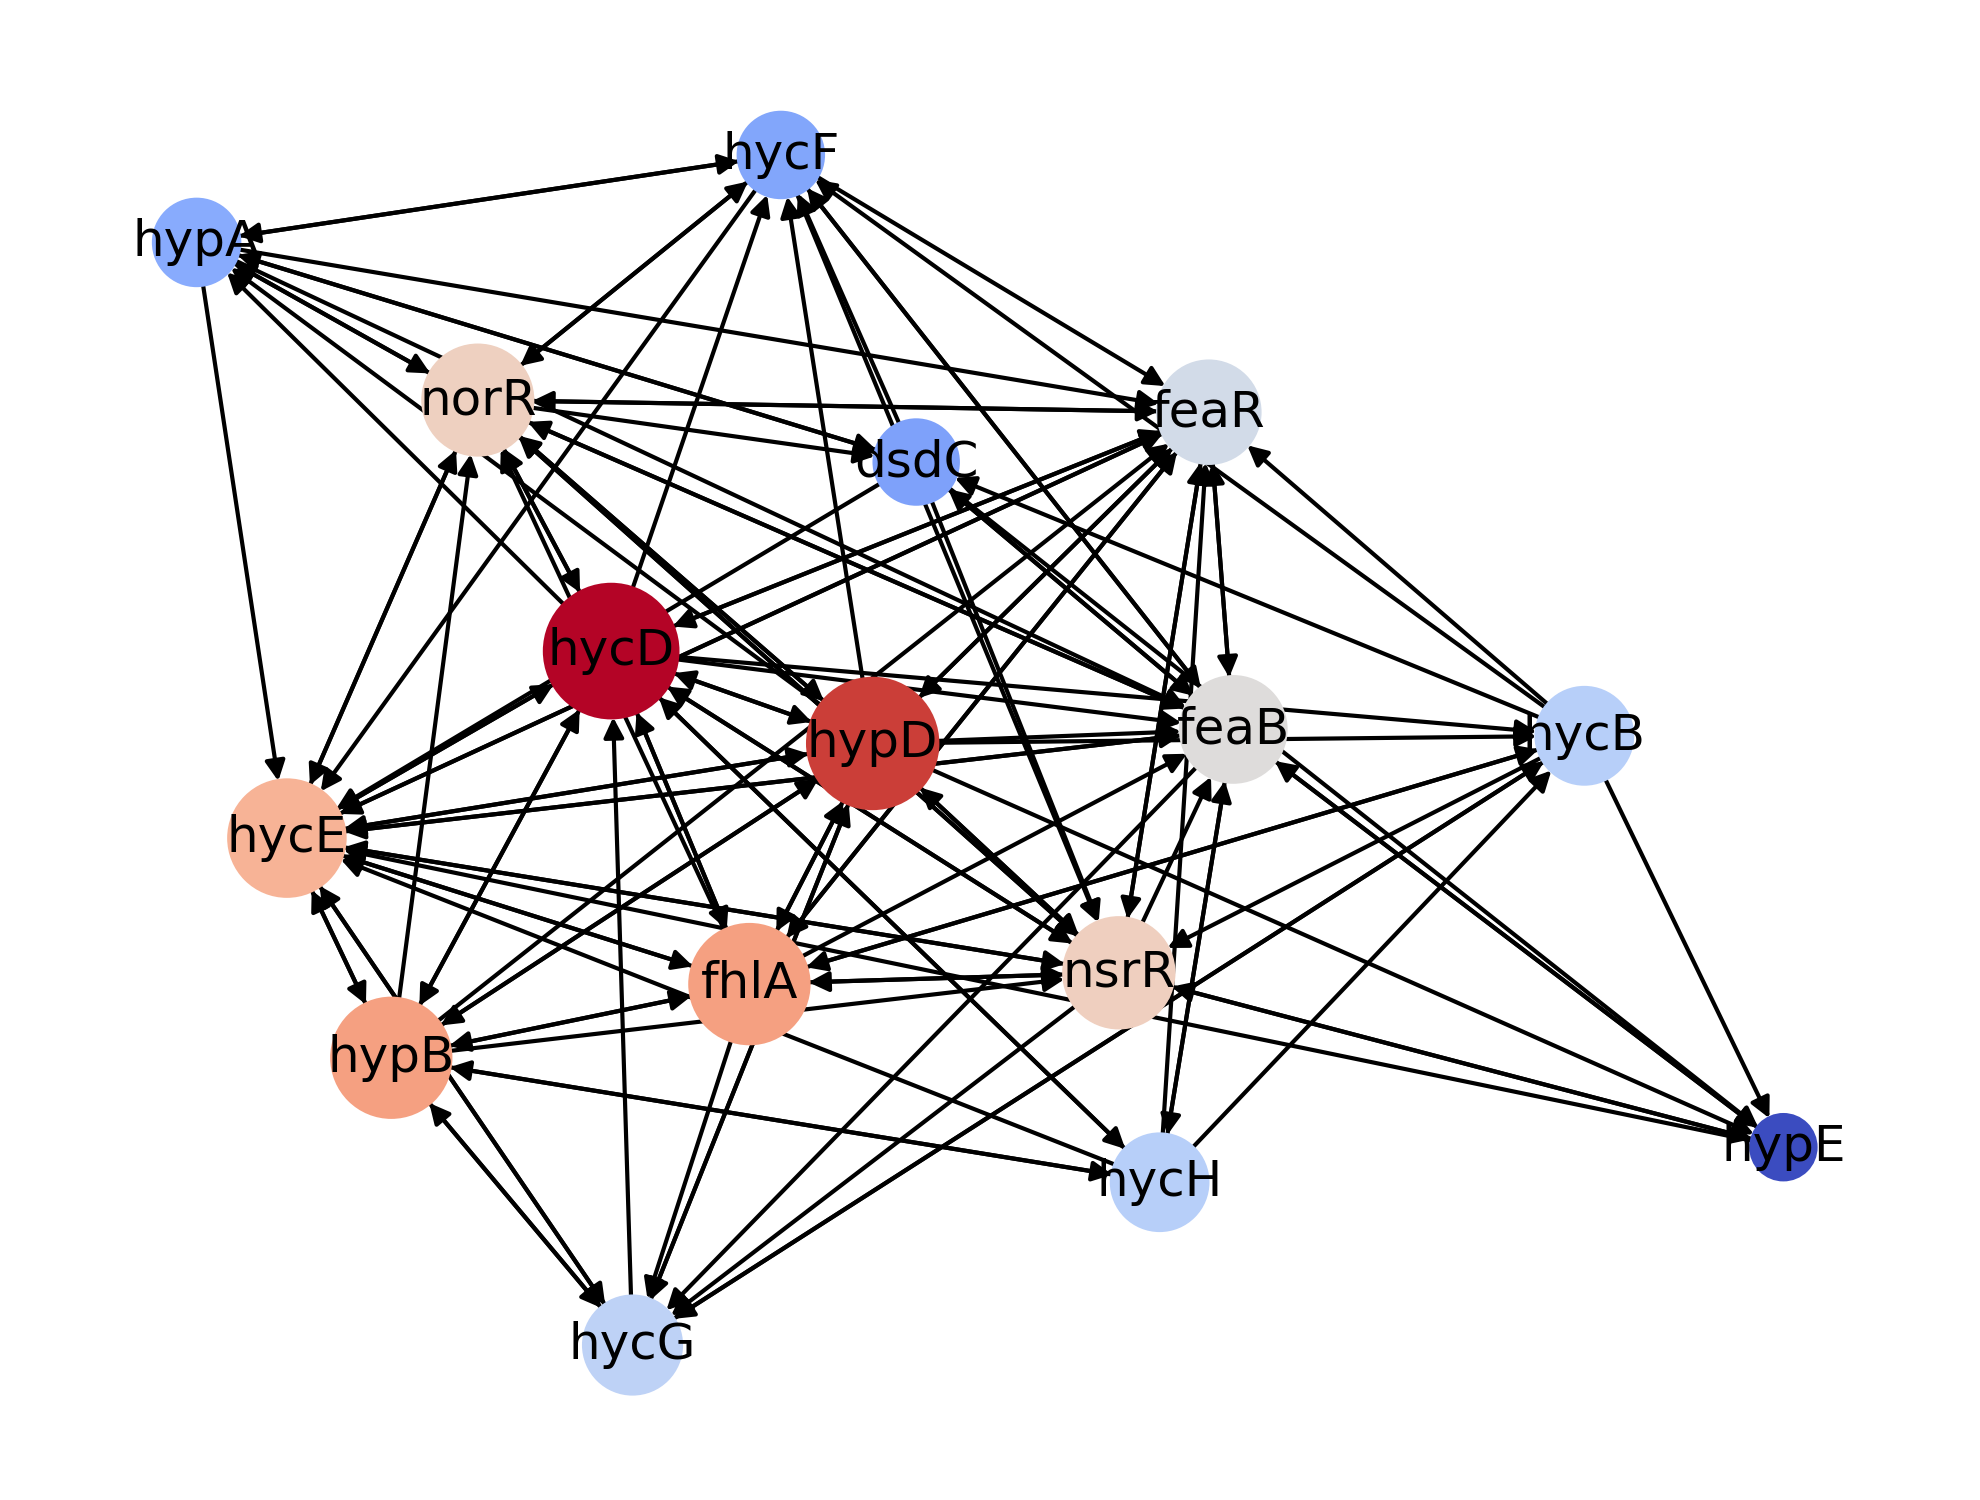 hycF
hypA
norR
feaR
dsdC
hycD
hypD
feaB
hycB
hycE
fhlA
nsrR
hypB
hypE
hycH
hycG